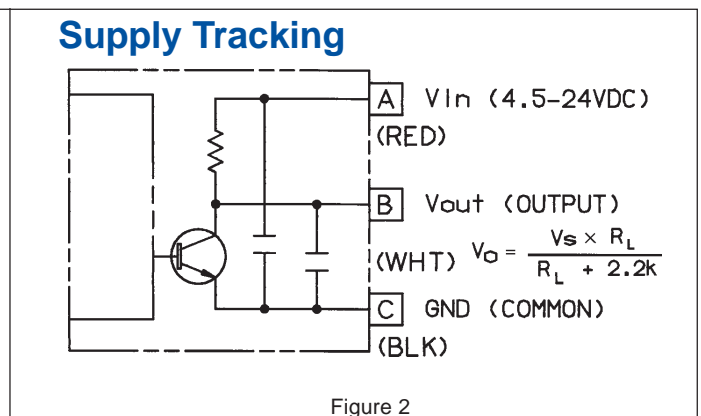 Supply Tracking
A VIn (4.5-24VDC)
(RED)
B Vout (OUTPUT)
(WHT) Vo = Vs × RL / RL + 2.2k
C GND (COMMON)
(BLK)
Figure 2